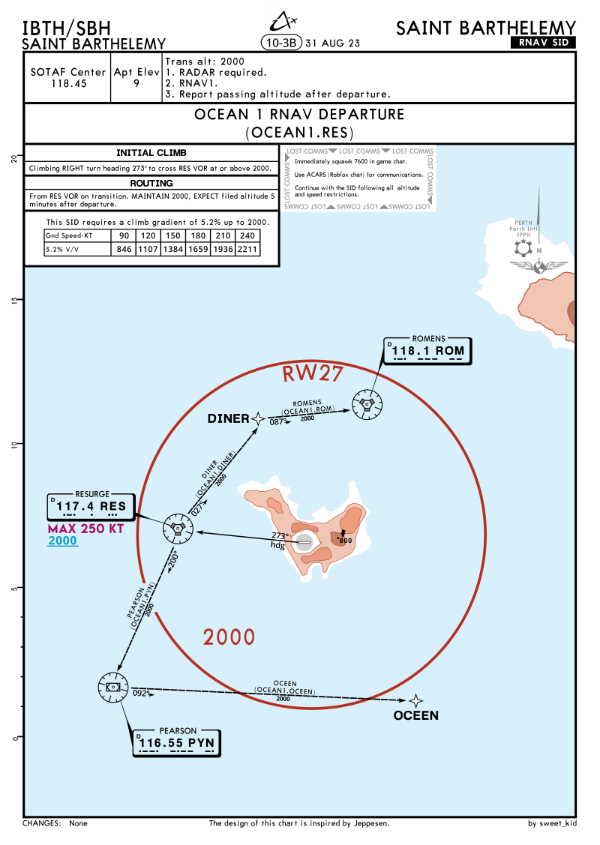 IBTH/SBH
SAINT BARTHELEMY
10-3B
31 AUG 23
SAINT BARTHELEMY
RNAV SID
SOTAF Center
118.45
Apt Elev
9
Trans alt: 2000
1. RADAR required.
2. RNAV1.
3. Report passing altitude after departure.
OCEAN 1 RNAV DEPARTURE
(OCEAN1.RES)
INITIAL CLIMB
Climbing RIGHT turn heading 273° to cross RES VOR at or above 2000.
ROUTING
From RES VOR on transition. MAINTAIN 2000, EXPECT filed altitude 5
minutes after departure.
This SID requires a climb gradient of 5.2% up to 2000.
Gnd Speed-KT 90 120 150 180 210 240
5.2% V/V 846 1107 1384 1659 1936 2211
LOST COMMS LOST COMMS LOST COMMS
LOST COMMS
Immediately squawk 7600 in game chat.
Use ACARS (Roblox chat) for communications.
Continue with the SID following all altitude
and speed restrictions.
LOST COMMS
LOST COMMS LOST COMMS LOST COMMS
20
15
10
5
0
PERTH
Perth Intl
IPPH
N
ROMENS
D
118.1 ROM
RW27
DINER
087°
ROMENS
(OCEAN1.ROM)
2000
DINER
(OCEAN1.DINER)
2000
027°
RESURGE
D
117.4 RES
MAX 250 KT
2000
273°
hdg
800
200°
PEARSON
(OCEAN1.PYN)
2000
2000
092°
OCEEN
(OCEAN1.OCEEN)
2000
OCEEN
PEARSON
D
116.55 PYN
CHANGES: None
The design of this chart is inspired by Jeppesen.
by sweet_kid